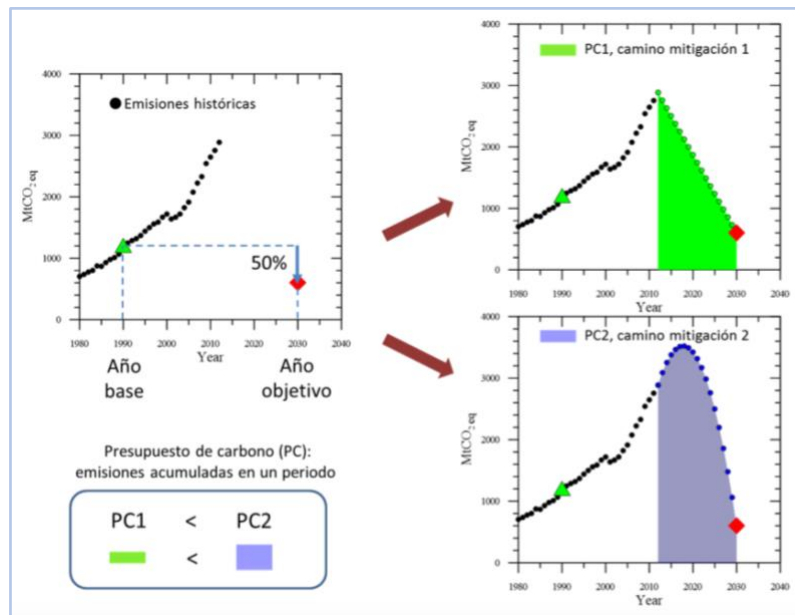 4000
3000
2000
1000
0
MtCO2 eq
Emisiones históricas
50%
1980 1990 2000 2010 2020 2030 2040
Year
Año
base
Año
objetivo
4000
3000
2000
1000
0
MtCO2 eq
PC1, camino mitigación 1
1980 1990 2000 2010 2020 2030 2040
Year
4000
3000
2000
1000
0
MtCO2 eq
PC2, camino mitigación 2
1980 1990 2000 2010 2020 2030 2040
Year
Presupuesto de carbono (PC):
emisiones acumuladas en un periodo
PC1 < PC2
<